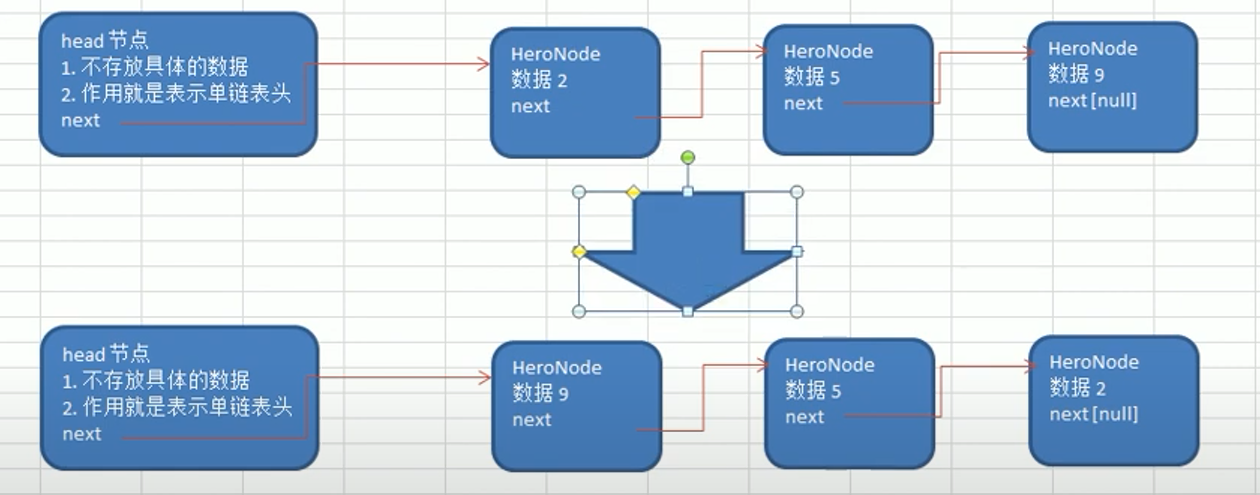 head 节点
1. 不存放具体的数据
2. 作用就是表示单链表头
next
HeroNode
数据 2
next
HeroNode
数据 5
next
HeroNode
数据 9
next [null]
head 节点
1. 不存放具体的数据
2. 作用就是表示单链表头
next
HeroNode
数据 9
next
HeroNode
数据 5
next
HeroNode
数据 2
next [null]